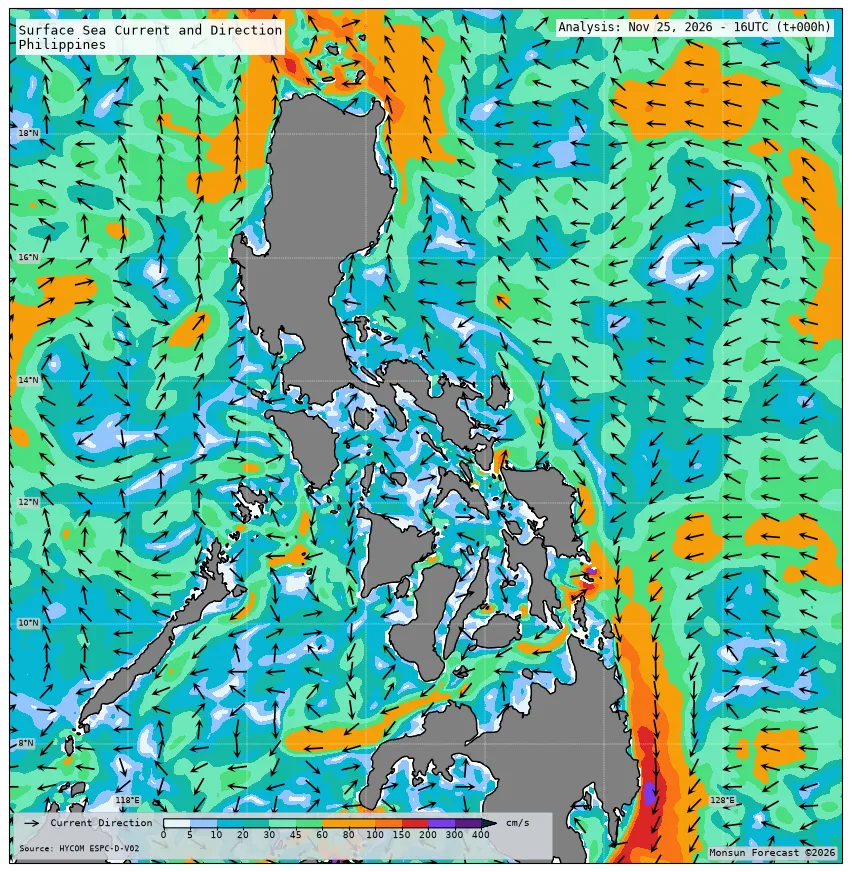 Surface Sea Current and Direction
Philippines
Analysis: Nov 25, 2026 - 16UTC (t+000h)
18°N
16°N
14°N
12°N
10°N
8°N
118°E
128°E
Current Direction
cm/s
0 5 10 20 30 45 60 80 100 150 200 300 400
Source: HYCOM ESPC-D-V02
Monsun Forecast ©2026